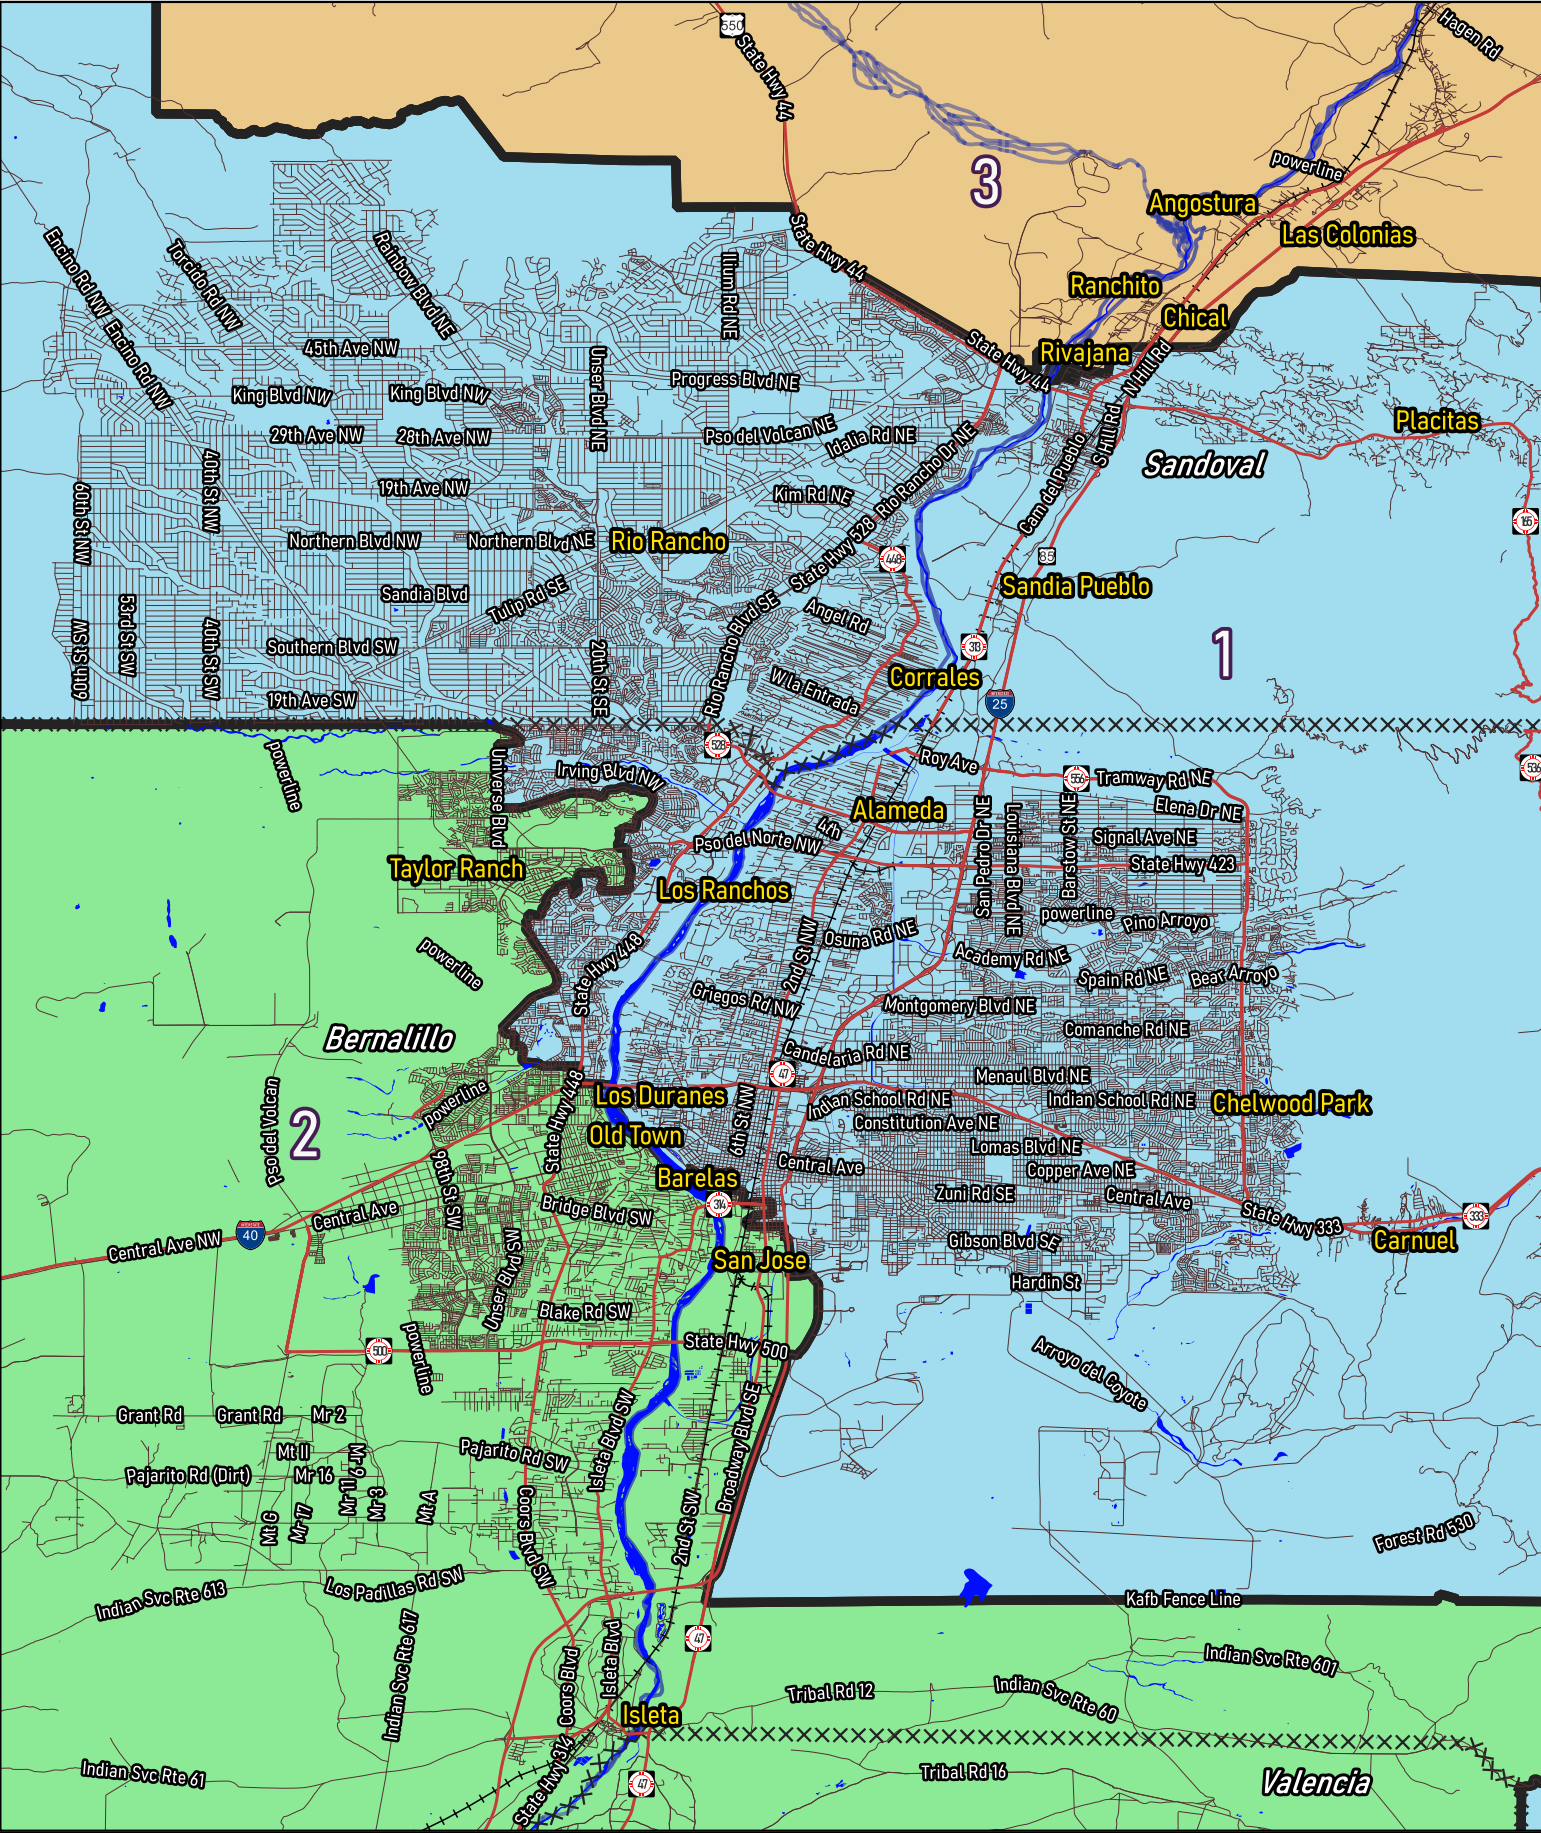 550
State Hwy 44
Hagen Rd
powerline
3
Angostura
Las Colonias
State Hwy 44
Encino Rd NW
Torcido Rd NW
Rainbow Blvd NE
Ilium Rd NE
Ranchito
Chical
Encino Rd NW
45th Ave NW
Unser Blvd NE
State Hwy 44
Rivajana
N Hill Rd
King Blvd NW
King Blvd NW
Progress Blvd NE
29th Ave NW
28th Ave NW
Pso del Volcan NE
Idalia Rd NE
Rio Rancho Dr NE
S Hill Rd
Placitas
40th St NW
Cam del Pueblo
Sandoval
60th St NW
19th Ave NW
Kim Rd NE
165
Northern Blvd NW
Northern Blvd NE
Rio Rancho
State Hwy 528
448
85
Sandia Pueblo
53rd St SW
Sandia Blvd
Tulip Rd SE
Angel Rd
60th St SW
40th St SW
Southern Blvd SW
20th St SE
Rio Rancho Blvd SE
313
1
19th Ave SW
W la Entrada
Corrales
25
powerline
Universe Blvd
528
Irving Blvd NW
Roy Ave
556
Tramway Rd NE
536
Alameda
San Pedro Dr NE
Louisiana Blvd NE
Barstow St NE
Elena Dr NE
4th
Signal Ave NE
Pso del Norte NW
State Hwy 423
Taylor Ranch
Los Ranchos
powerline
Pino Arroyo
powerline
State Hwy 448
2nd St NW
Osuna Rd NE
Academy Rd NE
Spain Rd NE
Bear Arroyo
Griegos Rd NW
Montgomery Blvd NE
Bernalillo
Comanche Rd NE
Candelaria Rd NE
47
Menaul Blvd NE
Pso del Volcan
powerline
State Hwy 448
Los Duranes
Indian School Rd NE
Indian School Rd NE
Chelwood Park
2
Old Town
6th St NW
Constitution Ave NE
Lomas Blvd NE
98th St SW
Barelas
Central Ave
Copper Ave NE
Zuni Rd SE
Central Ave
314
Central Ave
Bridge Blvd SW
State Hwy 333
333
Central Ave NW
40
Gibson Blvd SE
Carnuel
Unser Blvd SW
San Jose
Hardin St
Blake Rd SW
500
powerline
State Hwy 500
Arroyo del Coyote
Grant Rd
Grant Rd
Mr 2
Isleta Blvd SW
Broadway Blvd SE
Mt II
Mr 9
Pajarito Rd SW
Pajarito Rd (Dirt)
Mr 16
Mr 11
Mr 3
Mt A
Mt G
Mr 17
Coors Blvd SW
2nd St SW
Forest Rd 530
Indian Svc Rte 613
Los Padillas Rd SW
Kafb Fence Line
Indian Svc Rte 617
Isleta Blvd
47
Coors Blvd
Indian Svc Rte 601
Tribal Rd 12
Indian Svc Rte 60
Isleta
Indian Svc Rte 61
State Hwy 314
47
Tribal Rd 16
Valencia